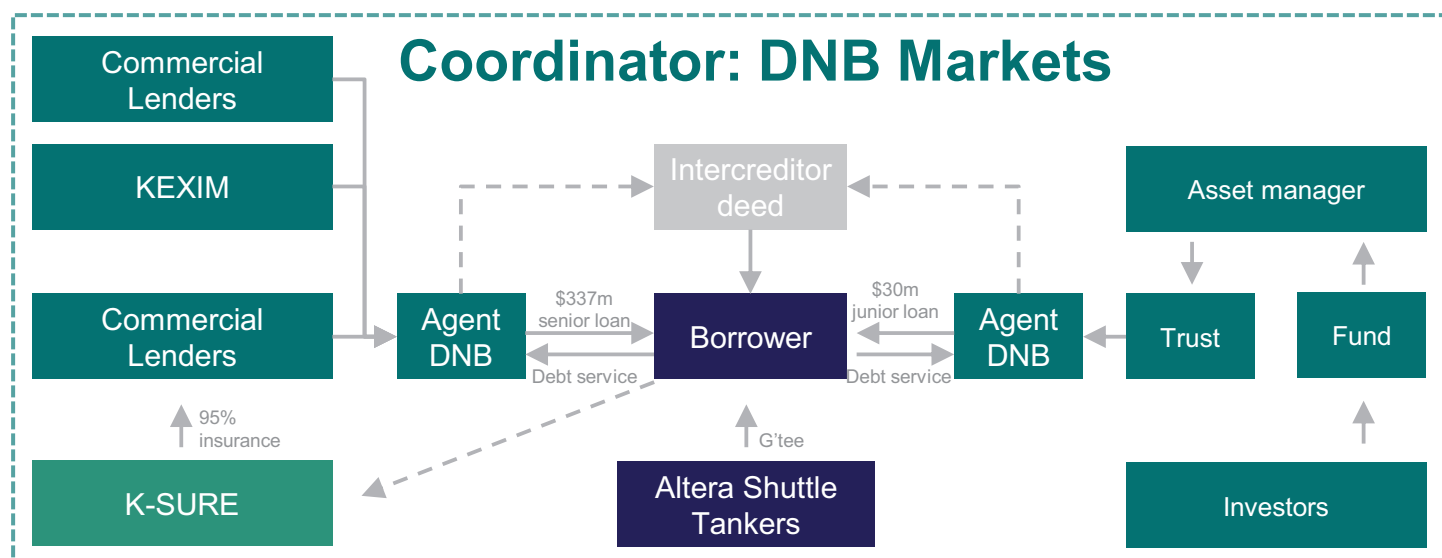 Coordinator: DNB Markets
Commercial
Lenders
KEXIM
Intercreditor
deed
Asset manager
Commercial
Lenders
Agent
DNB
$337m
senior loan
Debt service
Borrower
$30m
junior loan
Debt service
Agent
DNB
Trust
Fund
95%
insurance
G'tee
K-SURE
Altera Shuttle
Tankers
Investors